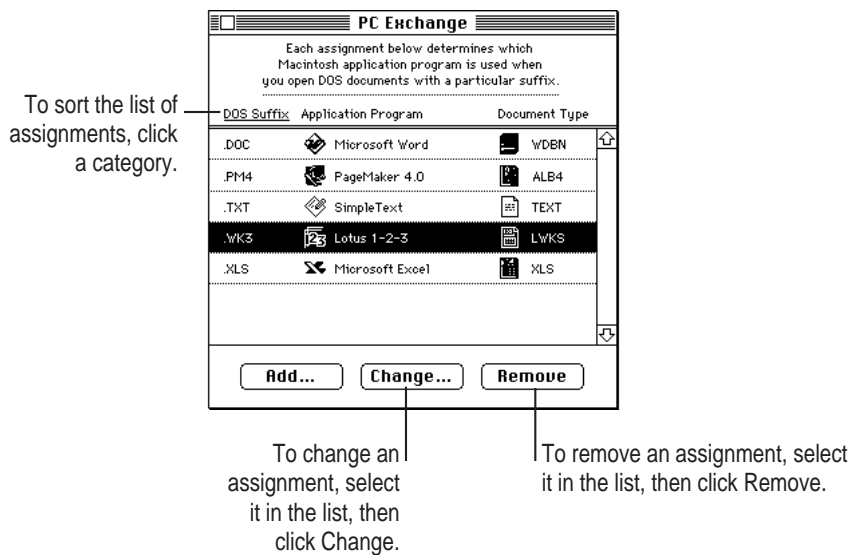 PC Exchange
Each assignment below determines which
Macintosh application program is used when
you open DOS documents with a particular suffix.
To sort the list of
assignments, click
a category.
DOS Suffix Application Program Document Type
.DOC Microsoft Word WDBN
.PM4 PageMaker 4.0 ALB4
.TXT SimpleText TEXT
.WK3 Lotus 1-2-3 LWKS
.XLS Microsoft Excel XLS
Add... Change... Remove
To change an
assignment, select
it in the list, then
click Change.
To remove an assignment, select
it in the list, then click Remove.